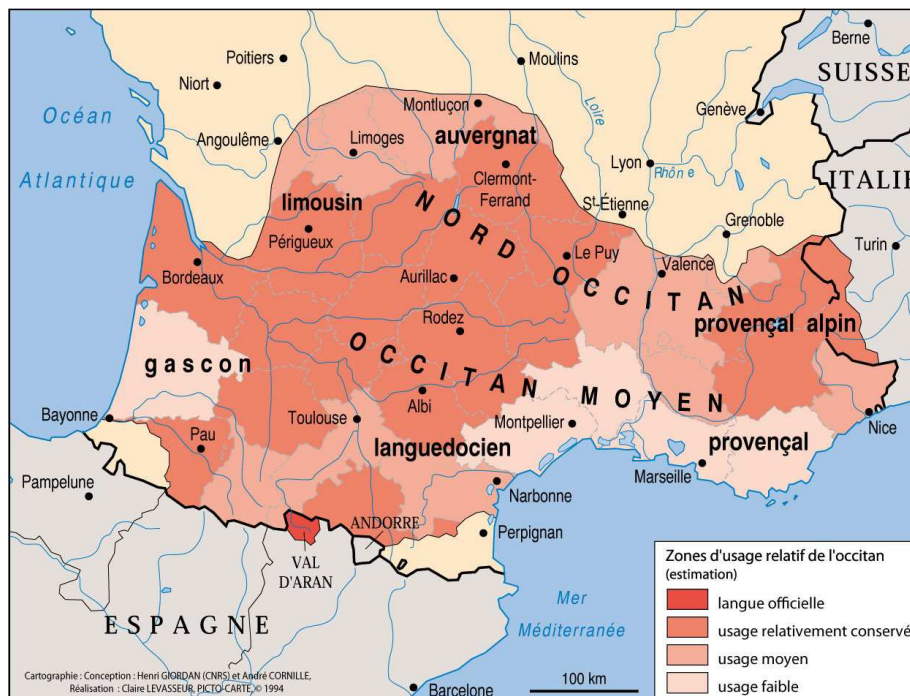 Berne
Poitiers
Moulins
SUISSE
Niort
Océan
Loire
Genève
Montluçon
Angoulême
Limoges
auvergnat
Lyon
Rhône
ITALIE
Atlantique
Clermont-
Ferrand
limousin
St-Étienne
Grenoble
Périgueux
NORD OCCITAN
Turin
Le Puy
Valence
Bordeaux
Aurillac
provençal alpin
Rodez
gascon
OCCITAN MOYEN
Albi
Toulouse
Montpellier
Bayonne
Nice
Pau
languedocien
provençal
Marseille
Pampelune
Narbonne
ANDORRE
Perpignan
VAL
D'ARAN
Mer
Méditerranée
ESPAGNE
Zones d'usage relatif de l'occitan
(estimation)
langue officielle
usage relativement conservé
usage moyen
usage faible
Cartographie : Conception : Henri GIORDAN (CNRS) et André CORNILLE,
Réalisation : Claire LEVASSEUR, PICTO-CARTE, © 1994
Barcelone
100 km